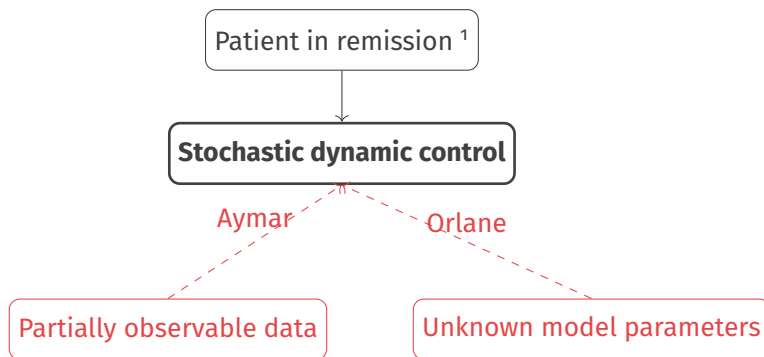 Patient in remission ¹
Stochastic dynamic control
Aymar
Orlane
Partially observable data
Unknown model parameters